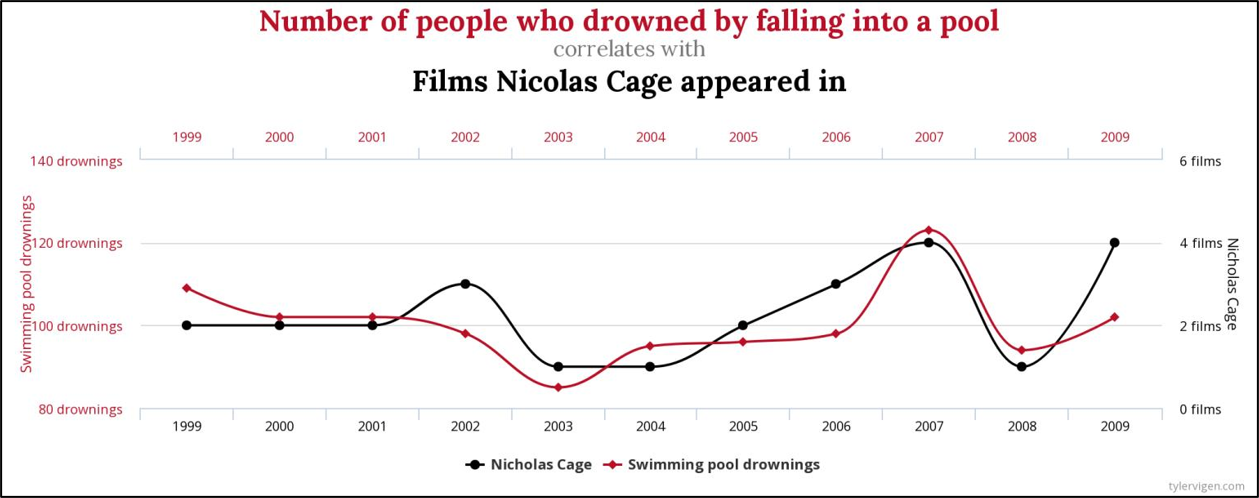 Number of people who drowned by falling into a pool
correlates with
Films Nicolas Cage appeared in
1999 2000 2001 2002 2003 2004 2005 2006 2007 2008 2009
140 drownings
120 drownings
100 drownings
80 drownings
Swimming pool drownings
6 films
4 films
2 films
0 films
Nicholas Cage
1999 2000 2001 2002 2003 2004 2005 2006 2007 2008 2009
Nicholas Cage Swimming pool drownings
tylervigen.com